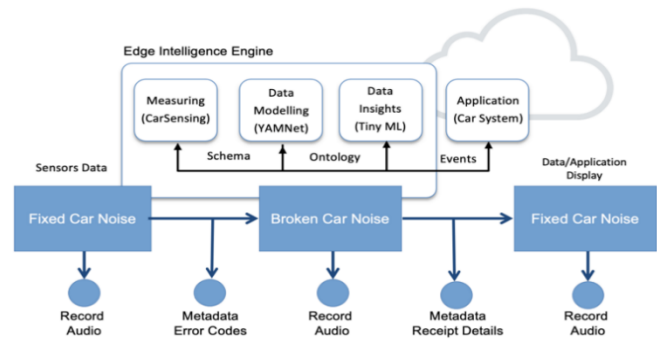 Edge Intelligence Engine
Measuring
(CarSensing)
Data
Modelling
(YAMNet)
Data
Insights
(Tiny ML)
Application
(Car System)
Schema
Ontology
Events
Sensors Data
Data/Application
Display
Fixed Car Noise
Broken Car Noise
Fixed Car Noise
Record
Audio
Metadata
Error Codes
Record
Audio
Metadata
Receipt Details
Record
Audio